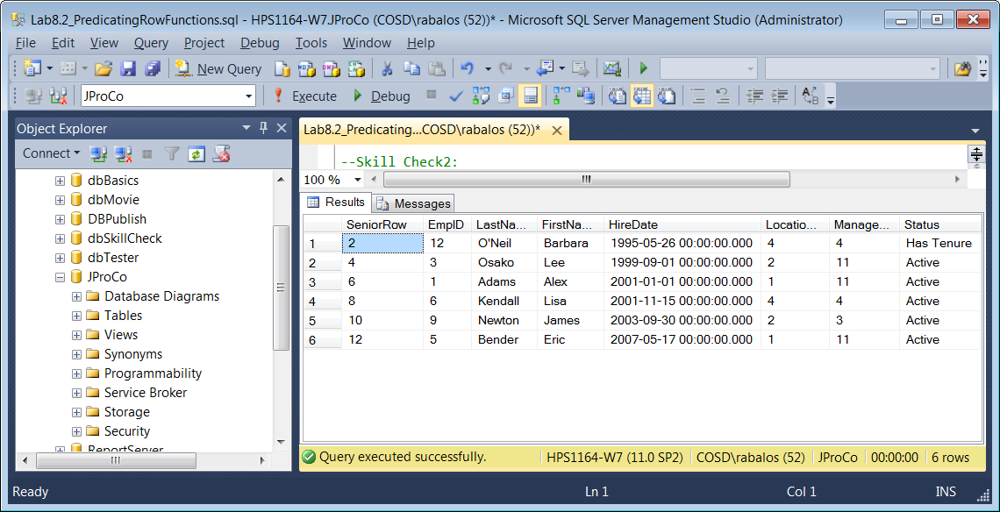 Lab8.2_PredicatingRowFunctions.sql - HPS1164-W7.JProCo (COSD\rabalos (52))* - Microsoft SQL Server Management Studio (Administrator)
File Edit View Query Project Debug Tools Window Help
New Query
JProCo Execute Debug
Object Explorer
Connect
dbBasics
dbMovie
DBPublish
dbSkillCheck
dbTester
JProCo
Database Diagrams
Tables
Views
Synonyms
Programmability
Service Broker
Storage
Security
ReportServer
Lab8.2_Predicating...COSD\rabalos (52))*
--Skill Check2:
100 %
Results Messages
SeniorRow EmpID LastNa... FirstNa... HireDate Locatio... Manage... Status
1 2 12 O'Neil Barbara 1995-05-26 00:00:00.000 4 4 Has Tenure
2 4 3 Osako Lee 1999-09-01 00:00:00.000 2 11 Active
3 6 1 Adams Alex 2001-01-01 00:00:00.000 1 11 Active
4 8 6 Kendall Lisa 2001-11-15 00:00:00.000 4 4 Active
5 10 9 Newton James 2003-09-30 00:00:00.000 2 3 Active
6 12 5 Bender Eric 2007-05-17 00:00:00.000 1 11 Active
Query executed successfully. HPS1164-W7 (11.0 SP2) COSD\rabalos (52) JProCo 00:00:00 6 rows
Ready Ln 1 Col 1 INS